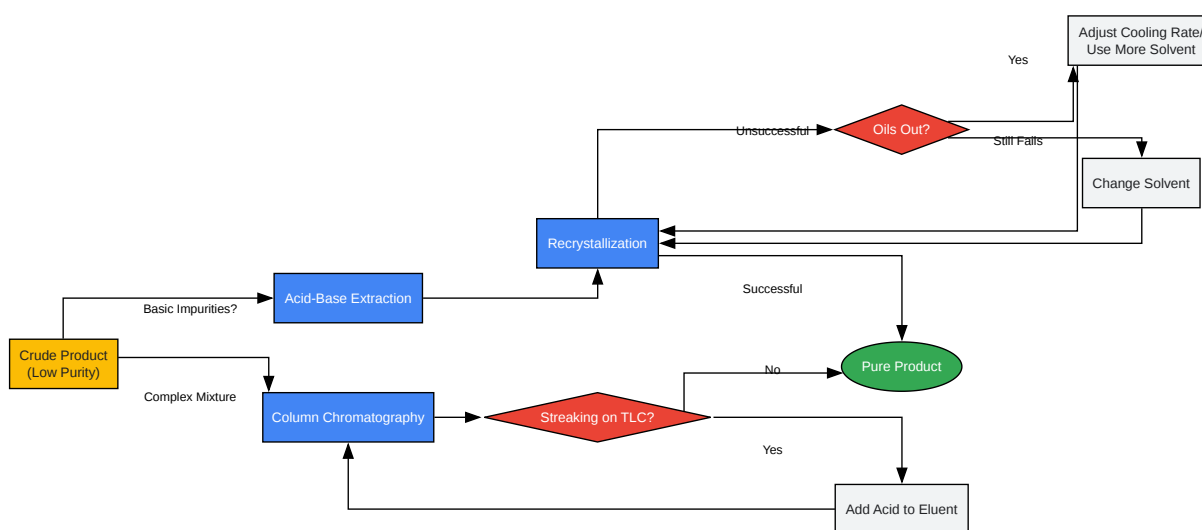 Adjust Cooling Rate/
Use More Solvent
Yes
Oils Out?
Unsuccessful
Still Fails
Change Solvent
Recrystallization
Acid-Base Extraction
Successful
Basic Impurities?
Crude Product
(Low Purity)
Pure Product
No
Complex Mixture
Column Chromatography
Streaking on TLC?
Yes
Add Acid to Eluent